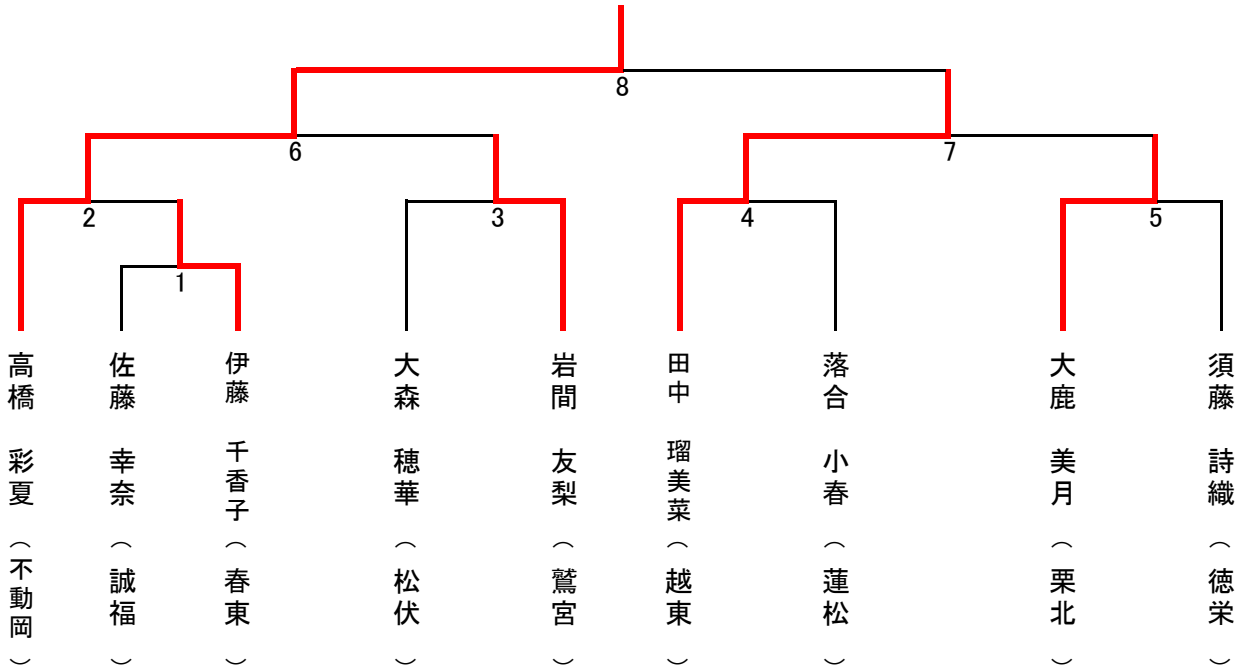 8
6
7
2
3
4
5
1
高橋 彩夏（不動岡）
佐藤 幸奈（誠福）
伊藤 千香子（春東）
大森 穂華（松伏）
岩間 友梨（鷲宮）
田中 瑠美菜（越東）
落合 小春（蓮松）
大鹿 美月（栗北）
須藤 詩織（徳栄）